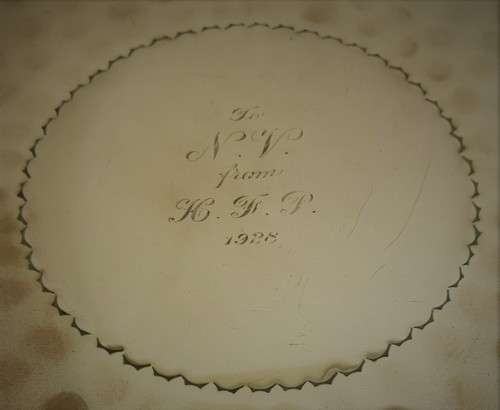 To
N. V.
from
H. F. P.
1928